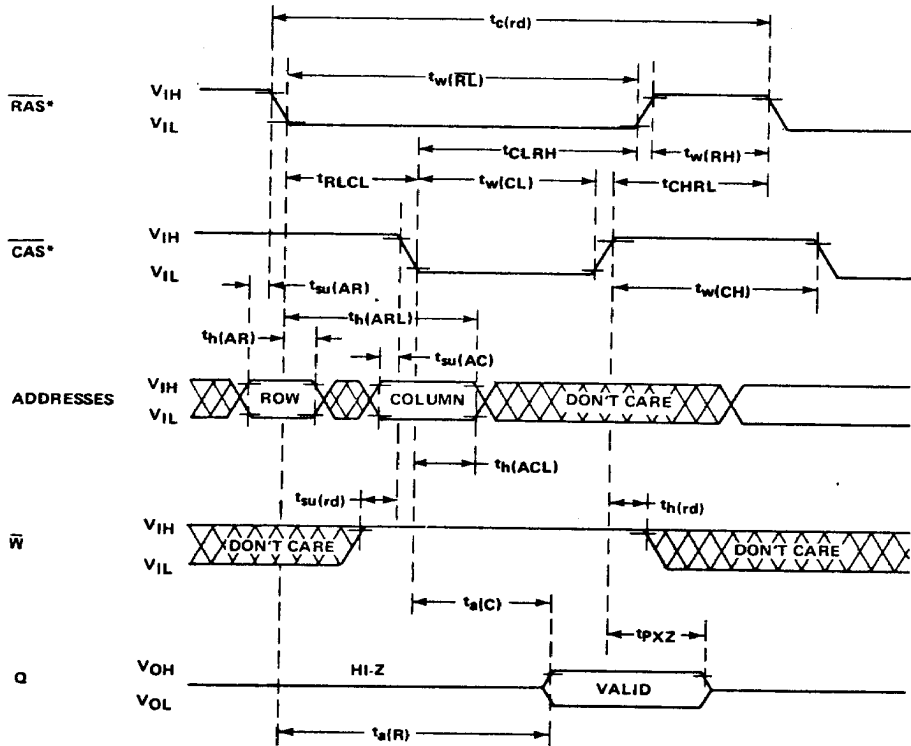 tc(rd)
tw(RL)
RAS*
VIH
VIL
tCLRH
tw(RH)
tRLCL
tw(CL)
tCHRL
CAS*
VIH
VIL
tsu(AR)
tw(CH)
th(ARL)
th(AR)
tsu(AC)
ADDRESSES
VIH
VIL
ROW
COLUMN
DON'T CARE
th(ACL)
tsu(rd)
th(rd)
W
VIH
VIL
DON'T CARE
DON'T CARE
ta(C)
tPXZ
Q
VOH
VOL
HI-Z
VALID
ta(R)